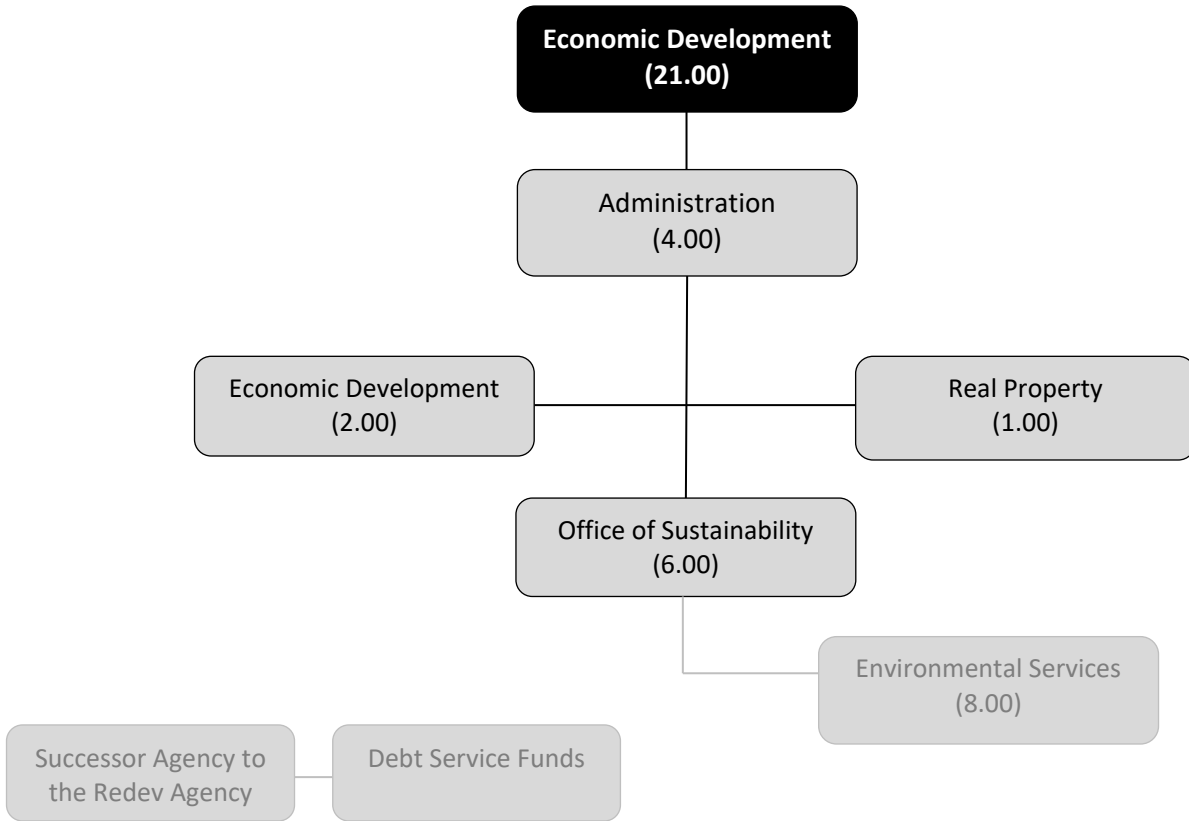 Economic Development
(21.00)
Administration
(4.00)
Economic Development
(2.00)
Real Property
(1.00)
Office of Sustainability
(6.00)
Environmental Services
(8.00)
Successor Agency to
the Redev Agency
Debt Service Funds